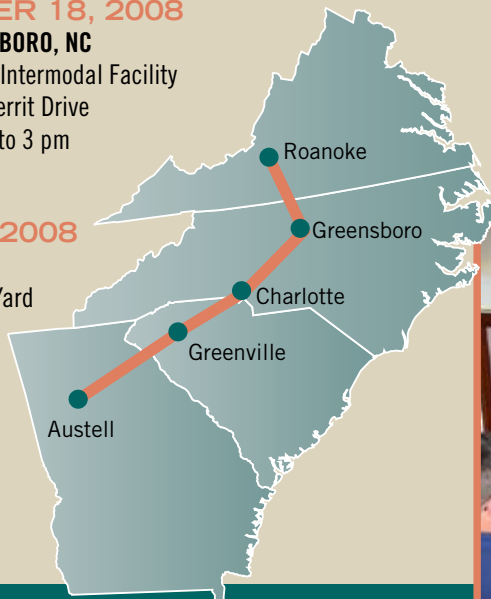 ER 18, 2008
BORO, NC
Intermodal Facility
errit Drive
to 3 pm
2008
Yard
Roanoke
Greensboro
Charlotte
Greenville
Austell